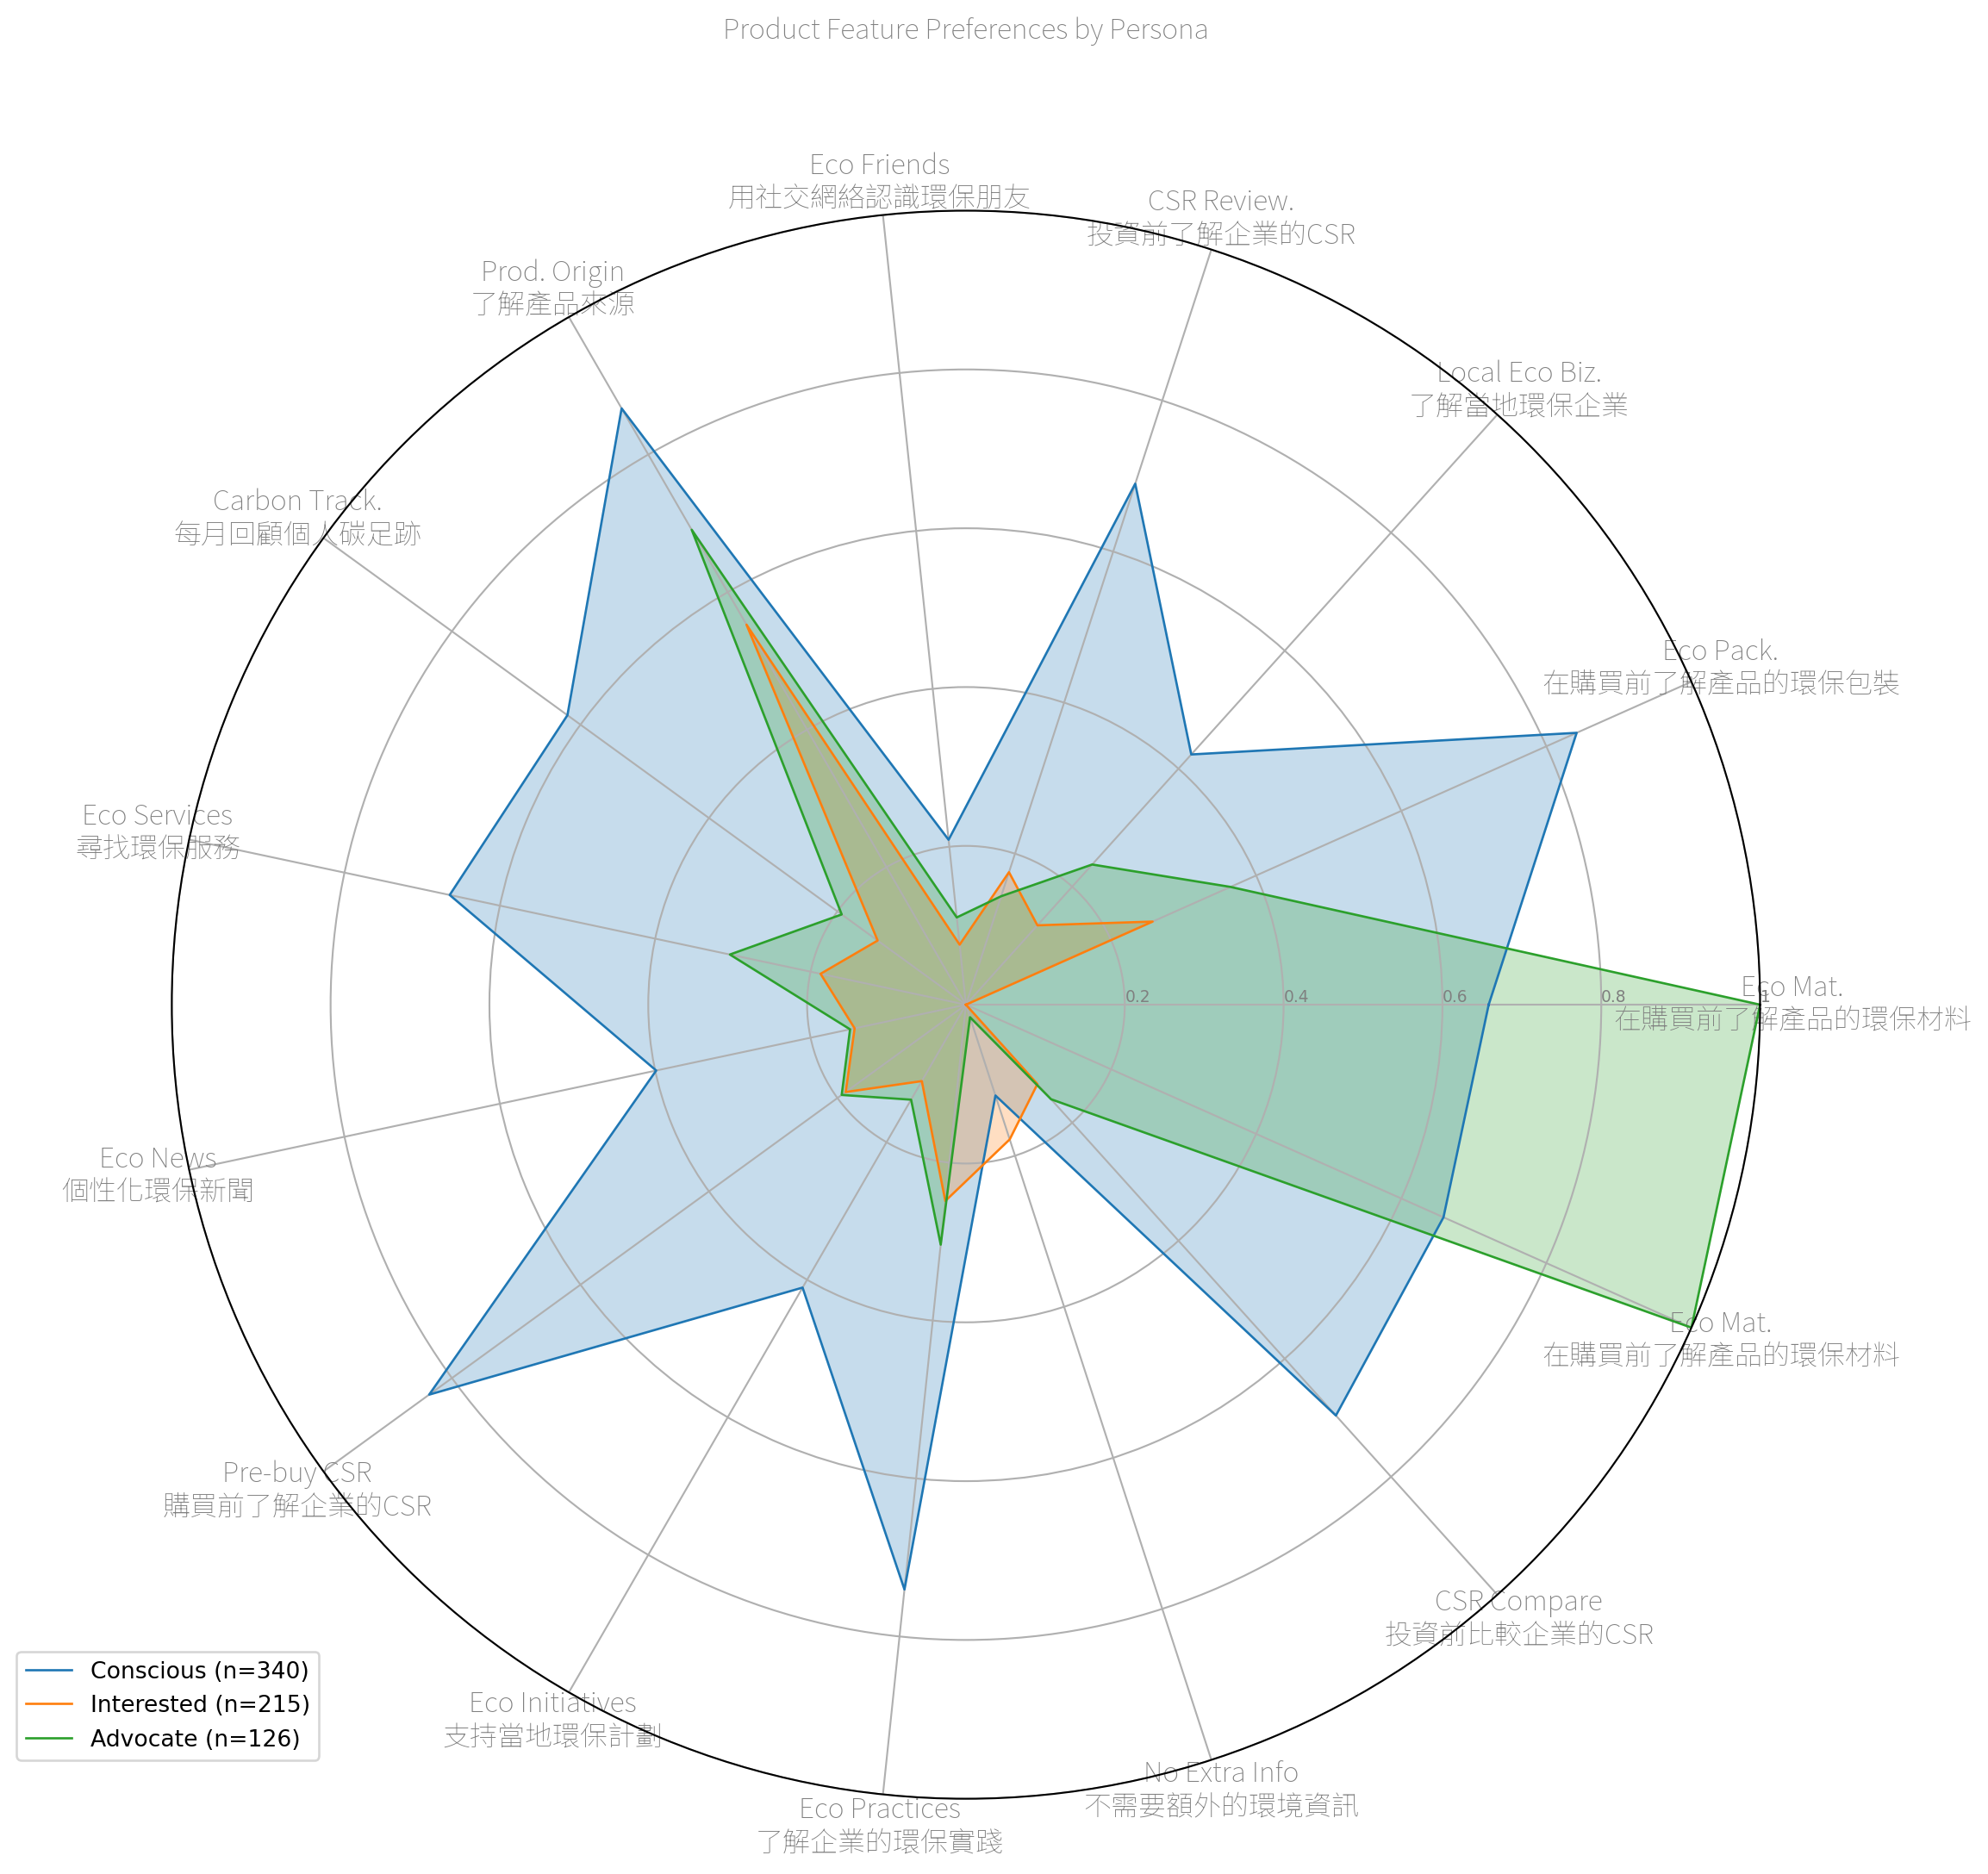 Product Feature Preferences by Persona
Eco Friends
用社交網絡認識環保朋友
CSR Review.
投資前了解企業的CSR
Prod. Origin
了解產品來源
Local Eco Biz.
了解當地環保企業
Carbon Track.
每月回顧個人碳足跡
Eco Pack.
在購買前了解產品的環保包裝
Eco Services
尋找環保服務
Eco Mat.
在購買前了解產品的環保材料
0.2
0.4
0.6
0.8
1
Eco News
個性化環保新聞
Eco Mat.
在購買前了解產品的環保材料
Pre-buy CSR
購買前了解企業的CSR
CSR Compare
投資前比較企業的CSR
Eco Initiatives
支持當地環保計劃
No Extra Info
不需要額外的環境資訊
Eco Practices
了解企業的環保實踐
Conscious (n=340)
Interested (n=215)
Advocate (n=126)